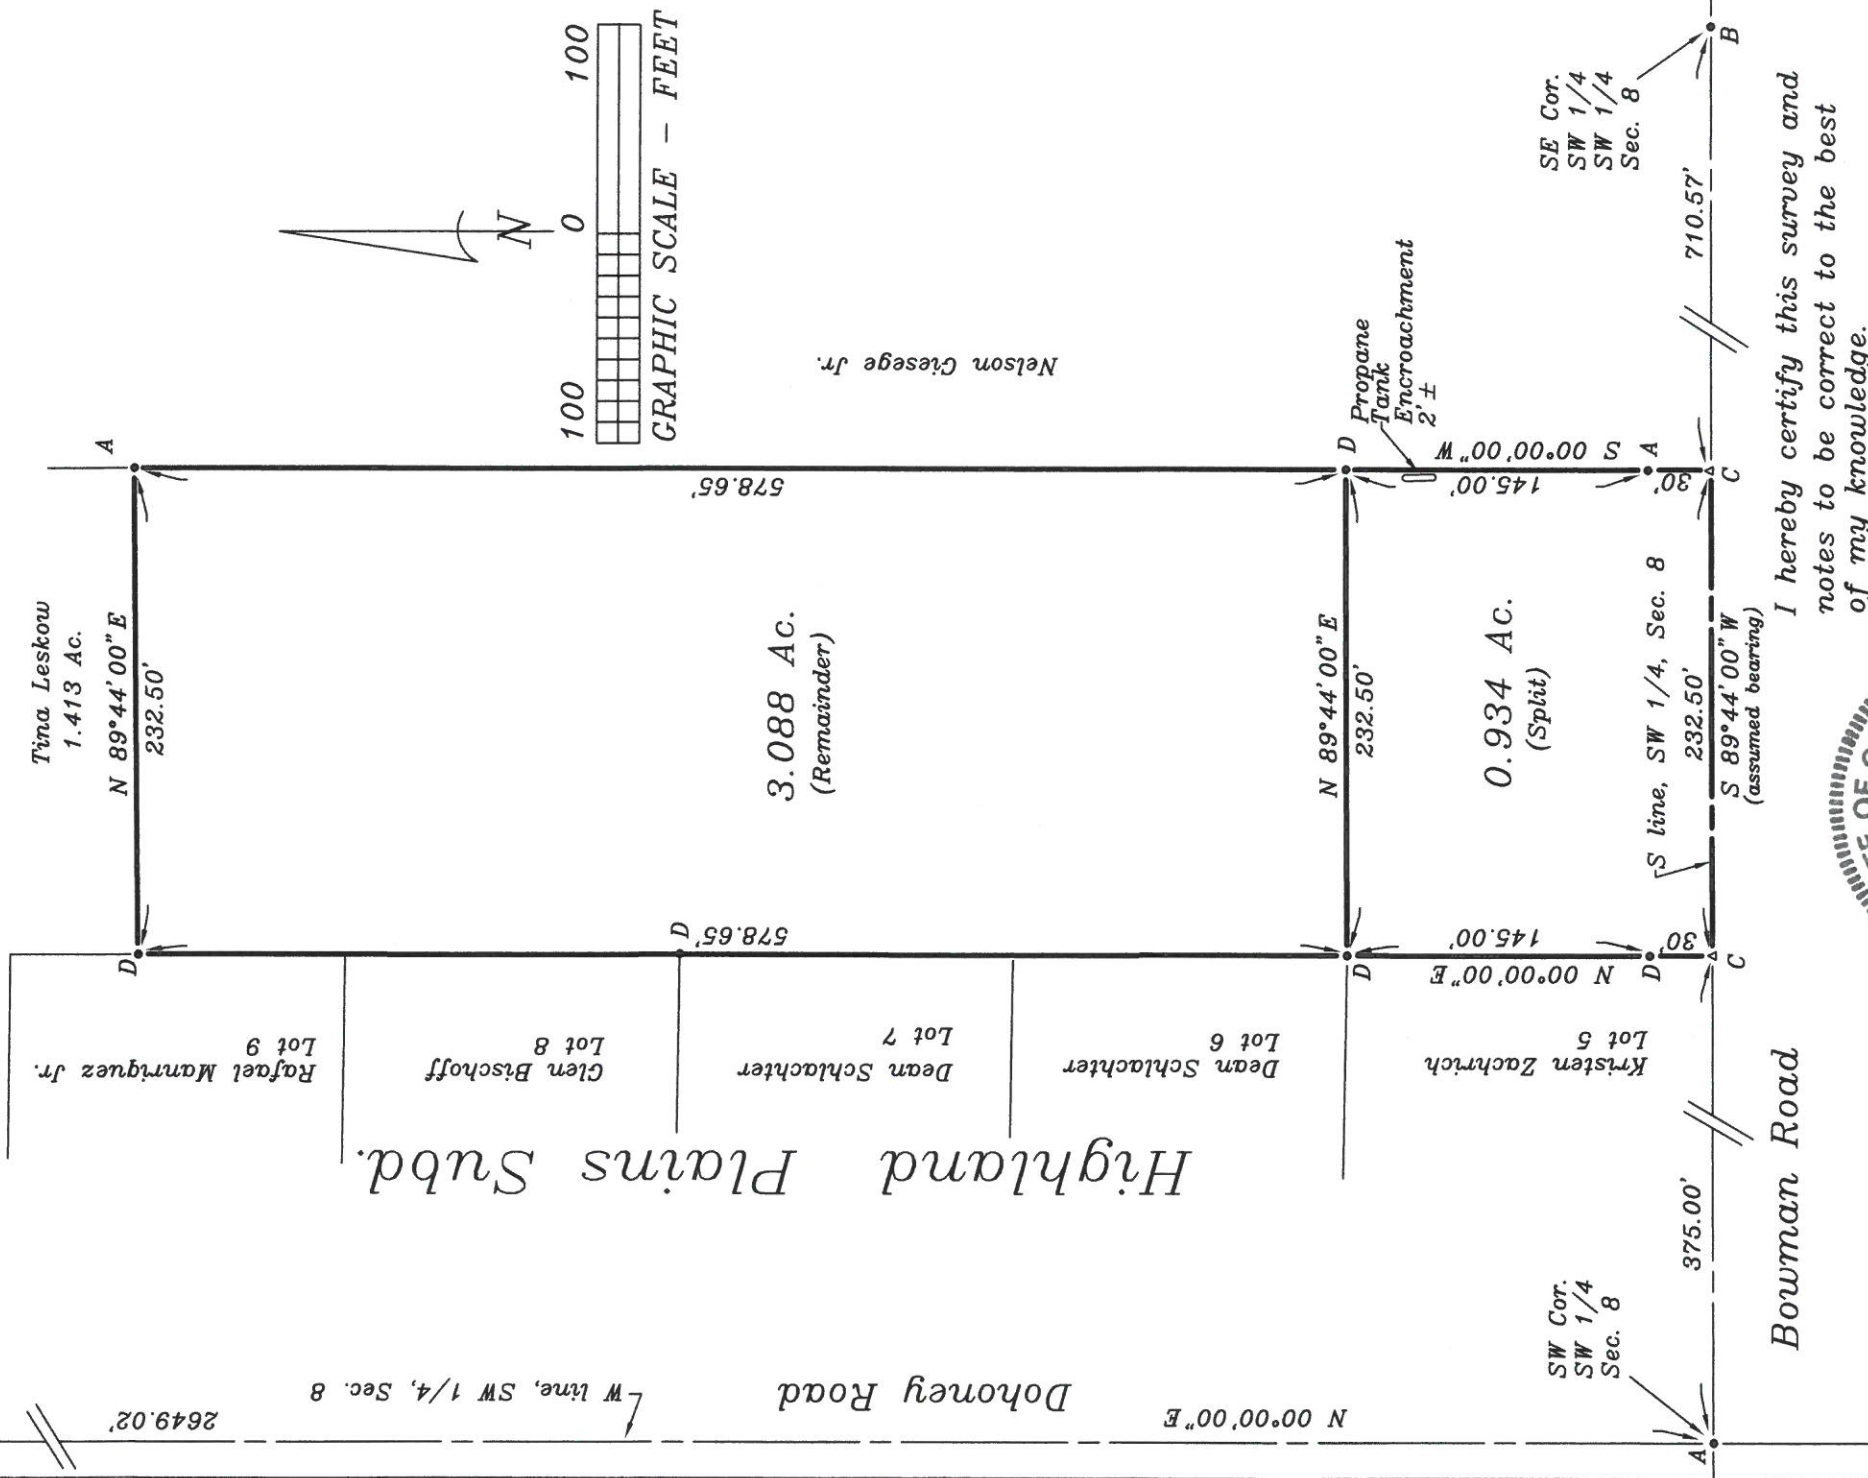 Tina Leskow
1.413 Ac.
N 89°44'00"E
232.50'
A
D
578.65'
578.65'
D
3.088 Ac.
(Remainder)
N
100 0 100
GRAPHIC SCALE - FEET
Nelson Giesege Jr.
Rafael Manriquez Jr.
Lot 9
Glen Bischoff
Lot 8
Dean Schlachter
Lot 7
Dean Schlachter
Lot 6
Kristen Zachrich
Lot 5
Highland Plains Subd.
N 89°44'00"E
232.50'
D
D
Propane
Tank
Encroachment
2'±
S 00°00'00"W
145.00'
A
30'
C
0.934 Ac.
(Split)
N 00°00'00"E
145.00'
D
30'
C
S line, SW 1/4, Sec. 8
232.50'
S 89°44'00"W
(assumed bearing)
SE Cor.
SW 1/4
SW 1/4
Sec. 8
B
710.57'
2649.02'
W line, SW 1/4, Sec. 8
Dohoney Road
N 00°00'00"E
SW Cor.
SW 1/4
Sec. 8
A
375.00'
Bowman Road
I hereby certify this survey and
notes to be correct to the best
of my knowledge.